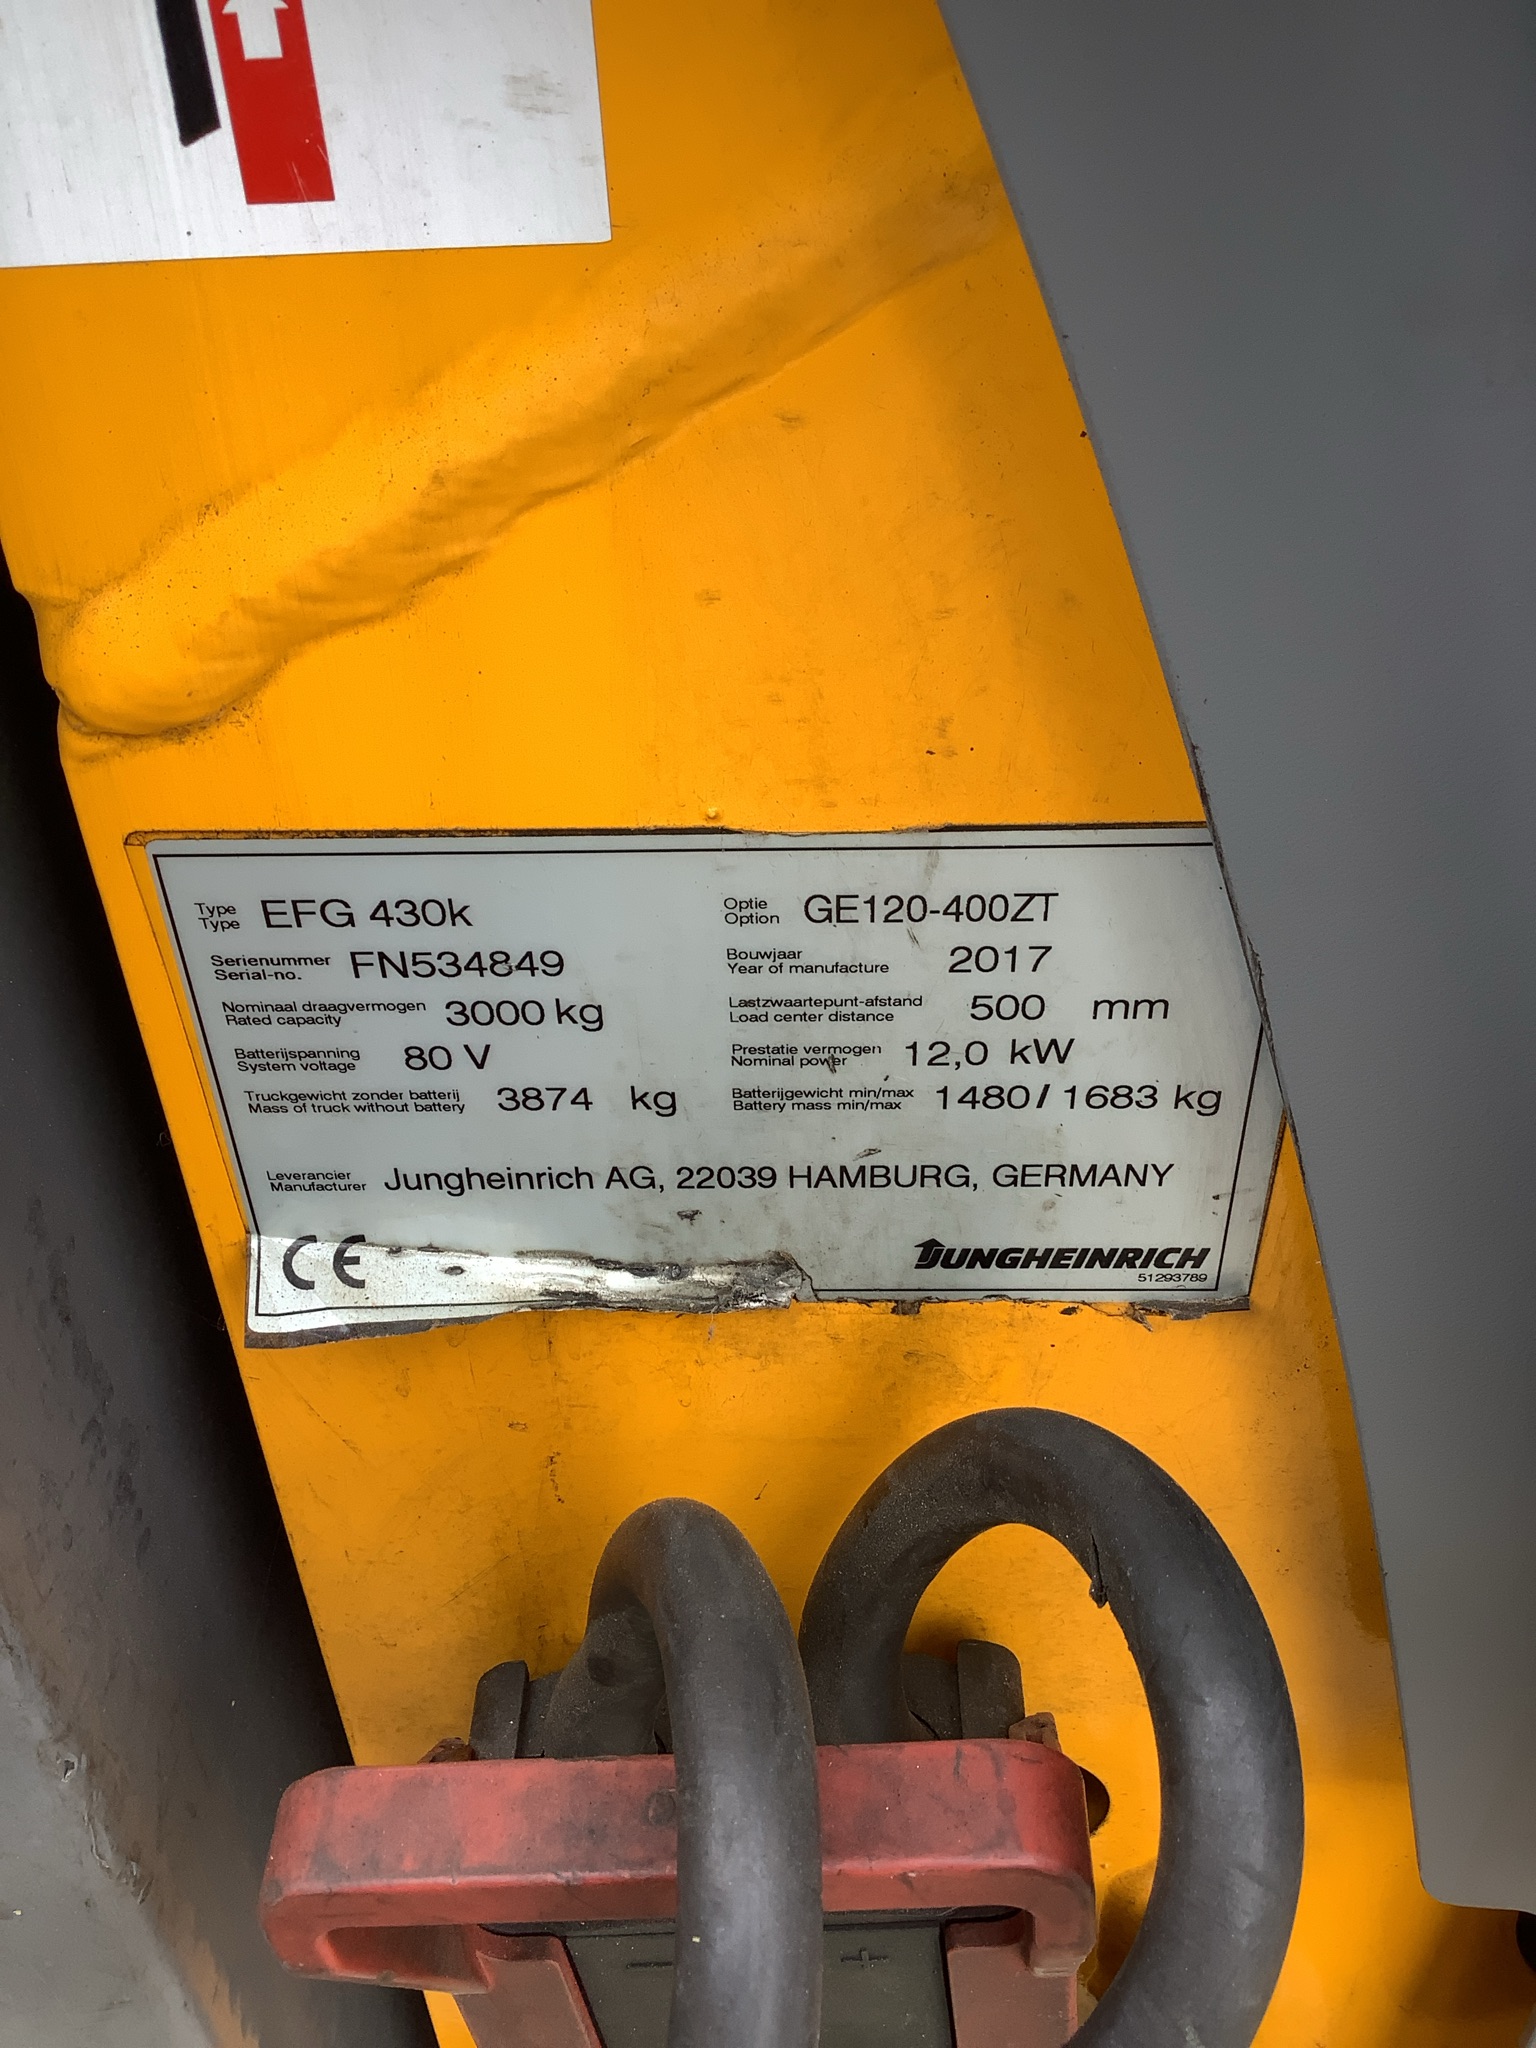 Type EFG 430k Optie GE120-400ZT
Type Option
Serienummer FN534849 Bouwjaar 2017
Serial-no. Year of manufacture
Nominaal draagvermogen 3000 kg Lastzwaartepunt-afstand 500 mm
Rated capacity Load center distance
Batterijspanning 80 V Prestatie vermogen 12,0 kW
System voltage Nominal power
Truckgewicht zonder batterij 3874 kg Batterijgewicht min/max 1480/ 1683 kg
Mass of truck without battery Battery mass min/max
Leverancier Jungheinrich AG, 22039 HAMBURG, GERMANY
Manufacturer
CE JUNGHEINRICH
51293789
− +